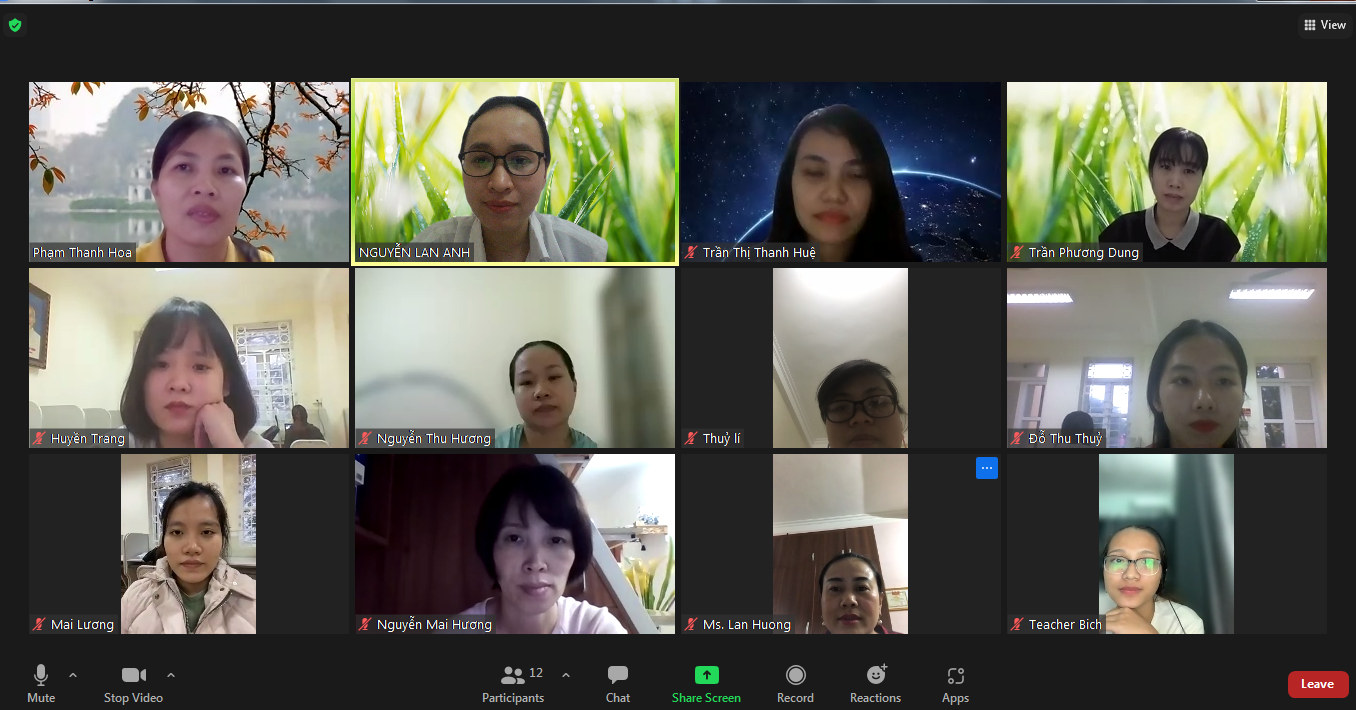 View
Phạm Thanh Hoa
NGUYỄN LAN ANH
Trần Thị Thanh Huệ
Trần Phương Dung
Huyền Trang
Nguyễn Thu Hương
Thuỷ lí
Đỗ Thu Thuỷ
Mai Lương
Nguyễn Mai Hương
Ms. Lan Huong
Teacher Bich
Mute
Stop Video
12
Participants
Chat
Share Screen
Record
Reactions
Apps
Leave